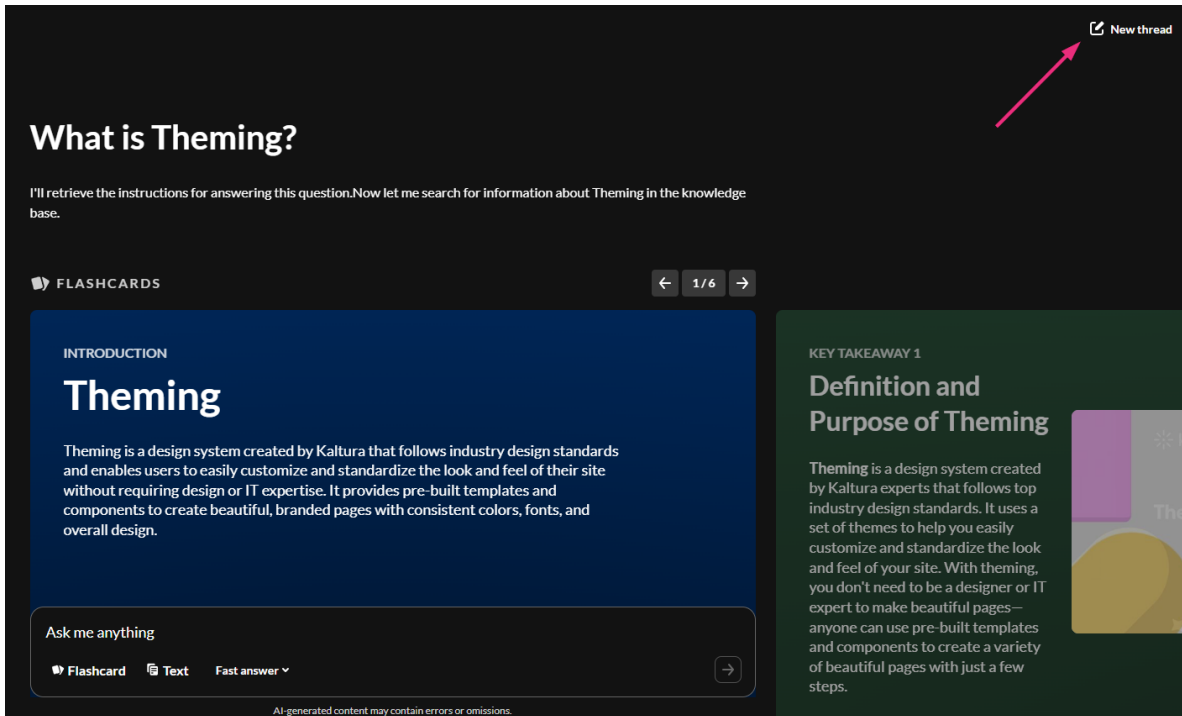 New thread
What is Theming?
I'll retrieve the instructions for answering this question.Now let me search for information about Theming in the knowledge
base.
FLASHCARDS
1/6
INTRODUCTION
Theming
Theming is a design system created by Kaltura that follows industry design standards
and enables users to easily customize and standardize the look and feel of their site
without requiring design or IT expertise. It provides pre-built templates and
components to create beautiful, branded pages with consistent colors, fonts, and
overall design.
KEY TAKEAWAY 1
Definition and
Purpose of Theming
Theming is a design system created
by Kaltura experts that follows top
industry design standards. It uses a
set of themes to help you easily
customize and standardize the look
and feel of your site. With theming,
you don't need to be a designer or IT
expert to make beautiful pages—
anyone can use pre-built templates
and components to create a variety
of beautiful pages with just a few
steps.
Ask me anything
Flashcard
Text
Fast answer
AI-generated content may contain errors or omissions.